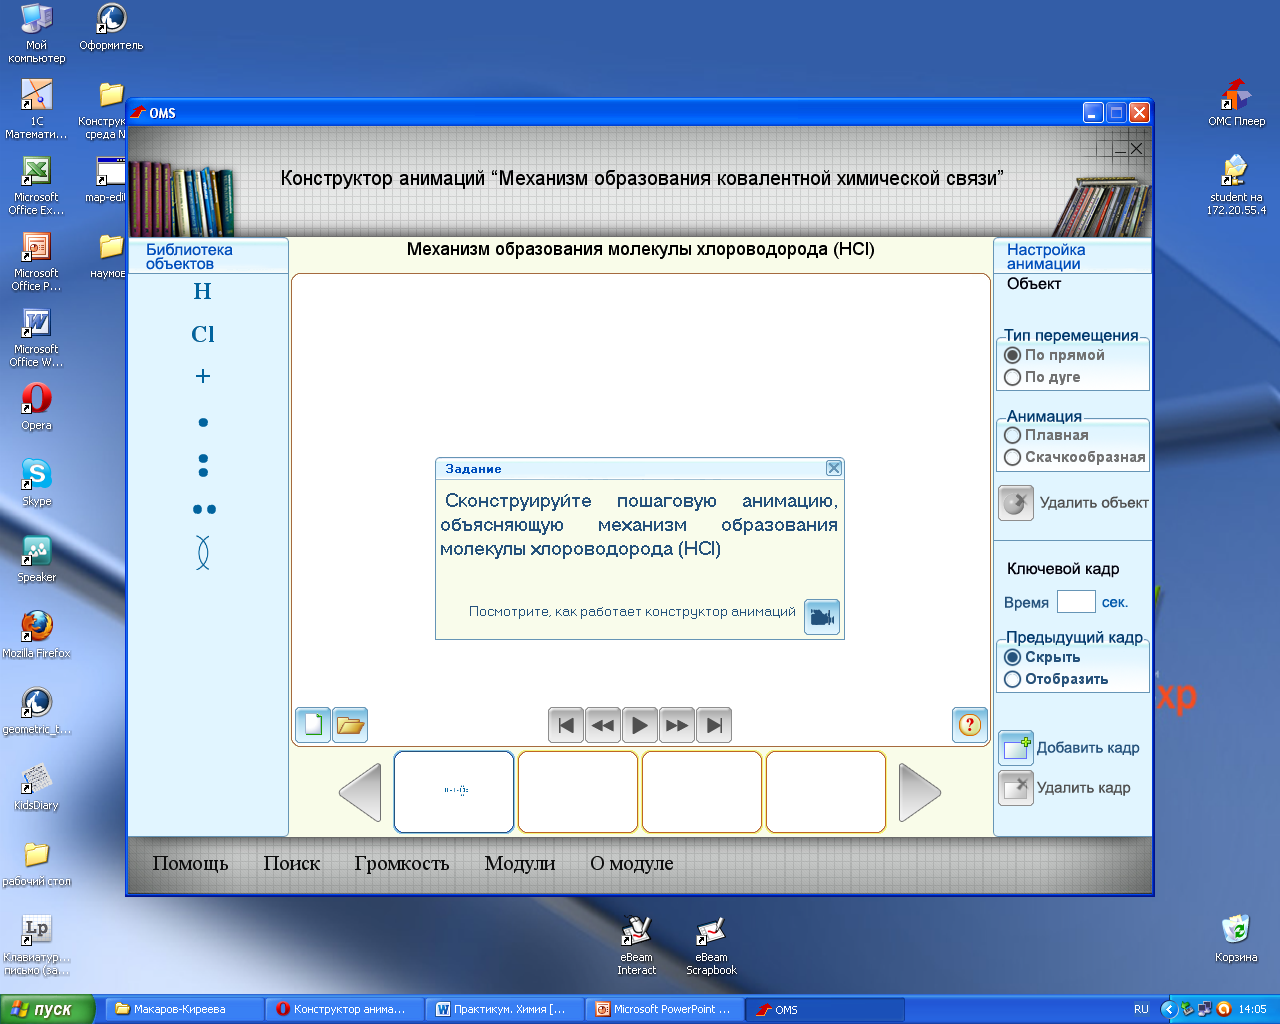 Мой
компьютер
Оформитель
1С
Математи...
Конструк
среда N
Microsoft
Office Ex...
map-edit
Microsoft
Office P...
наумов
Microsoft
Office W...
Opera
Skype
Speaker
Mozilla Firefox
geometric_t...
KidsDiary
рабочий стол
Lp
Клавиатур...
письмо (за...
ОМС Плеер
student на
172.20.55.4
xp
eBeam
Interact
eBeam
Scrapbook
Корзина
OMS
Конструктор анимаций “Механизм образования ковалентной химической связи”
Библиотека
объектов
H
Cl
+
Механизм образования молекулы хлороводорода (HCl)
Задание
Сконструируйте пошаговую анимацию,
объясняющую механизм образования
молекулы хлороводорода (HCl)
Посмотрите, как работает конструктор анимаций
?
Настройка
анимации
Объект
Тип перемещения
По прямой
По дуге
Анимация
Плавная
Скачкообразная
Удалить объект
Ключевой кадр
Время сек.
Предыдущий кадр
Скрыть
Отобразить
Добавить кадр
Удалить кадр
Помощь Поиск Громкость Модули О модуле
пуск Макаров-Киреева Конструктор анима... Практикум. Химия [... Microsoft PowerPoint ... OMS RU 14:05